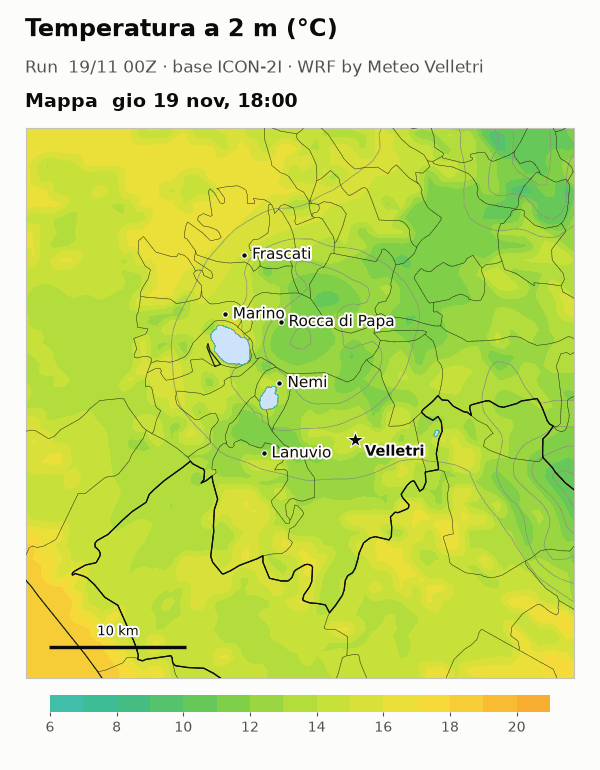 Temperatura a 2 m (°C)
Run  19/11 00Z · base ICON-2I · WRF by Meteo Velletri
Mappa  gio 19 nov, 18:00
Frascati
Marino
Rocca di Papa
Nemi
Velletri
Lanuvio
10 km
6 8 10 12 14 16 18 20